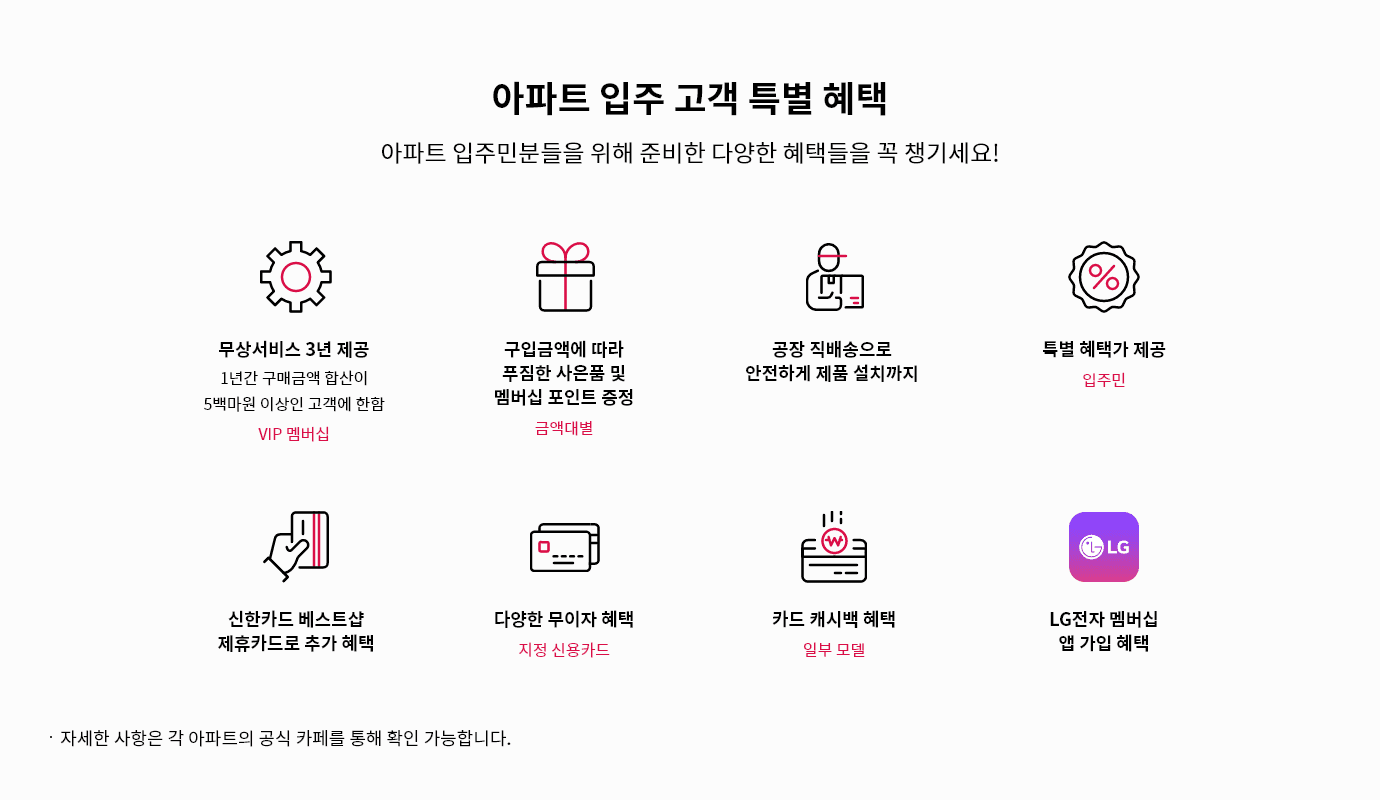 아파트 입주 고객 특별 혜택
아파트 입주민분들을 위해 준비한 다양한 혜택들을 꼭 챙기세요!
무상서비스 3년 제공
1년간 구매금액 합산이
5백마원 이상인 고객에 한함
VIP 멤버십
구입금액에 따라
푸짐한 사은품 및
멤버십 포인트 증정
금액대별
공장 직배송으로
안전하게 제품 설치까지
특별 혜택가 제공
입주민
신한카드 베스트샵
제휴카드로 추가 혜택
다양한 무이자 혜택
지정 신용카드
₩
카드 캐시백 혜택
일부 모델
LG
LG전자 멤버십
앱 가입 혜택
· 자세한 사항은 각 아파트의 공식 카페를 통해 확인 가능합니다.